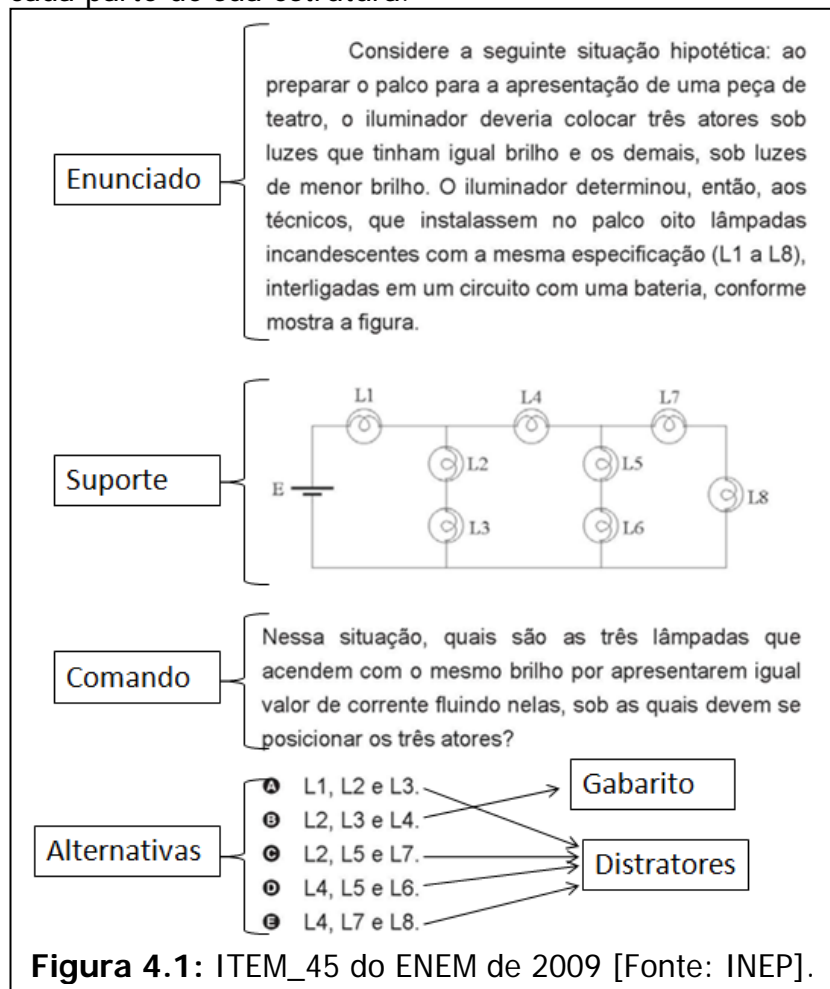 cada parte de sua estrutura.
Considere a seguinte situação hipotética: ao
preparar o palco para a apresentação de uma peça de
teatro, o iluminador deveria colocar três atores sob
luzes que tinham igual brilho e os demais, sob luzes
de menor brilho. O iluminador determinou, então, aos
técnicos, que instalassem no palco oito lâmpadas
incandescentes com a mesma especificação (L1 a L8),
interligadas em um circuito com uma bateria, conforme
mostra a figura.
Enunciado
Suporte
L1
L4
L7
L2
L5
E
L8
L3
L6
Comando
Nessa situação, quais são as três lâmpadas que
acendem com o mesmo brilho por apresentarem igual
valor de corrente fluindo nelas, sob as quais devem se
posicionar os três atores?
Alternativas
A L1, L2 e L3.
B L2, L3 e L4.
C L2, L5 e L7.
D L4, L5 e L6.
E L4, L7 e L8.
Gabarito
Distratores
Figura 4.1: ITEM_45 do ENEM de 2009 [Fonte: INEP].